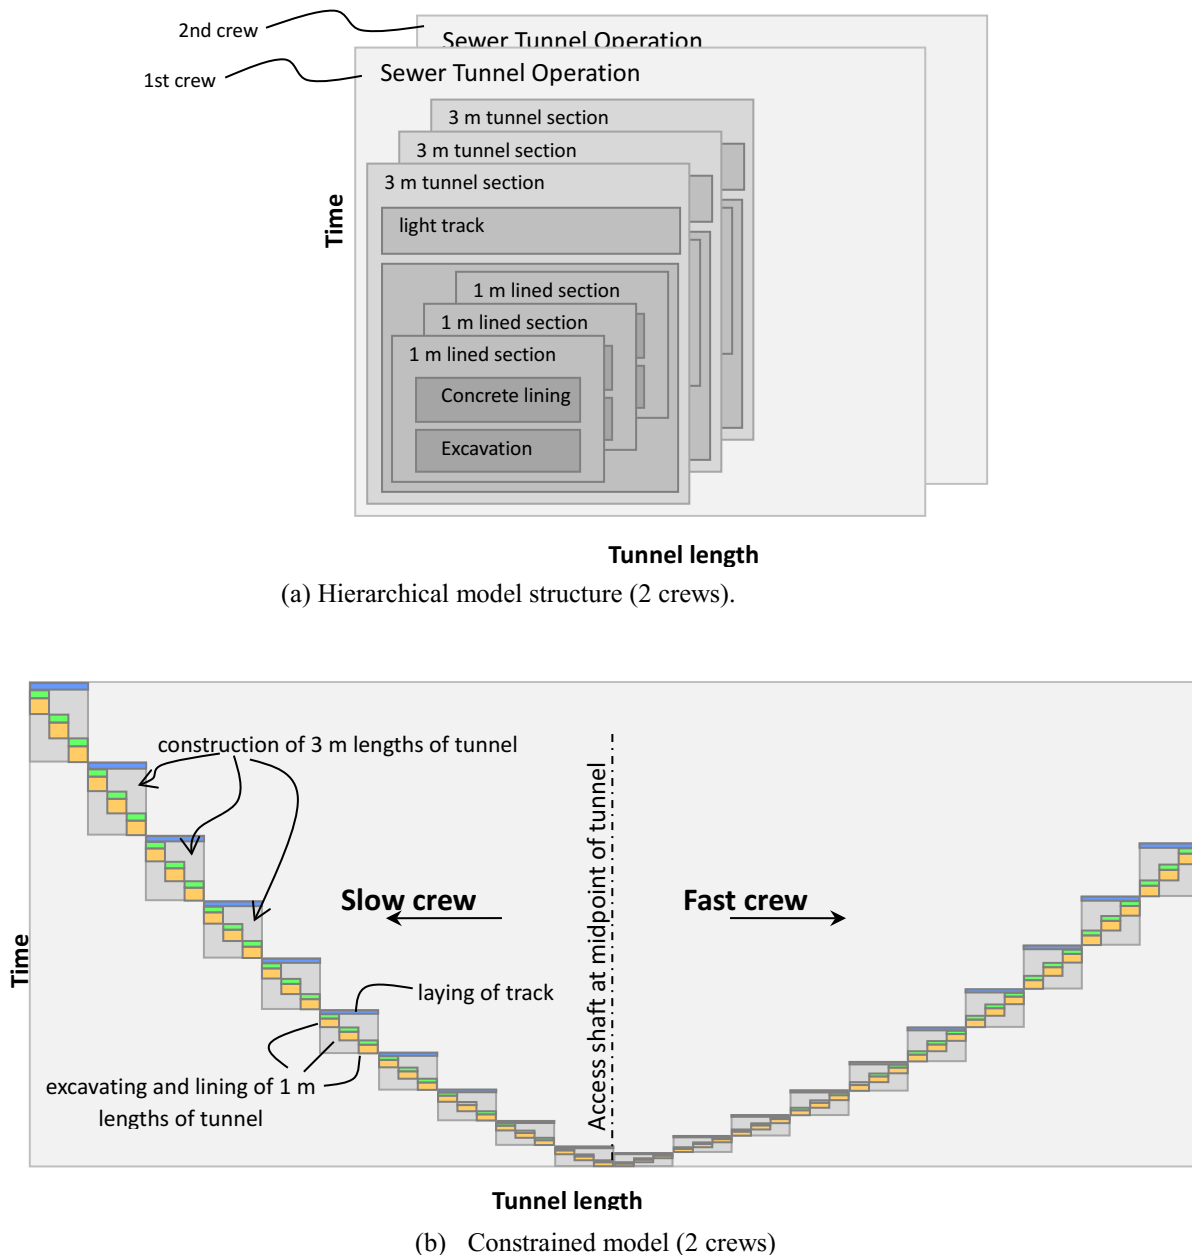 2nd crew
Sewer Tunnel Operation
1st crew
Sewer Tunnel Operation
3 m tunnel section
3 m tunnel section
3 m tunnel section
light track
1 m lined section
1 m lined section
1 m lined section
Concrete lining
Excavation
Time
Tunnel length
(a) Hierarchical model structure (2 crews).
construction of 3 m lengths of tunnel
Access shaft at midpoint of tunnel
Slow crew
Fast crew
Time
laying of track
excavating and lining of 1 m
lengths of tunnel
Tunnel length
(b) Constrained model (2 crews)